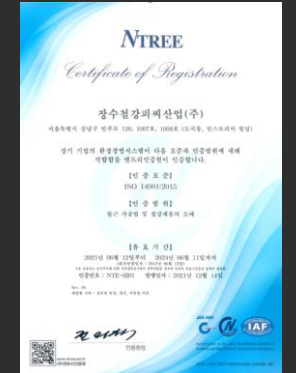 NTREE
Certificate of Registration
장수철강피씨산업(주)
서울특별시 강남구 언주로 120, 1007호, 1008호 (도곡동, 인스토피아 빌딩)
상기 기업의 환경경영시스템이 다음 표준과 인증범위에 대해
적합함을 엔트리인증원이 인증합니다.
[인 증 표 준]
ISO 14001:2015
[인 증 범 위]
철근 가공업 및 철강제품의 도매
[유 효 기 간]
2021년 06월 12일부터 2024년 06월 11일까지
인증번호 : NTE-0201 발행일자 : 2021년 12월 14일
Rev. 01
인증원장
IAF